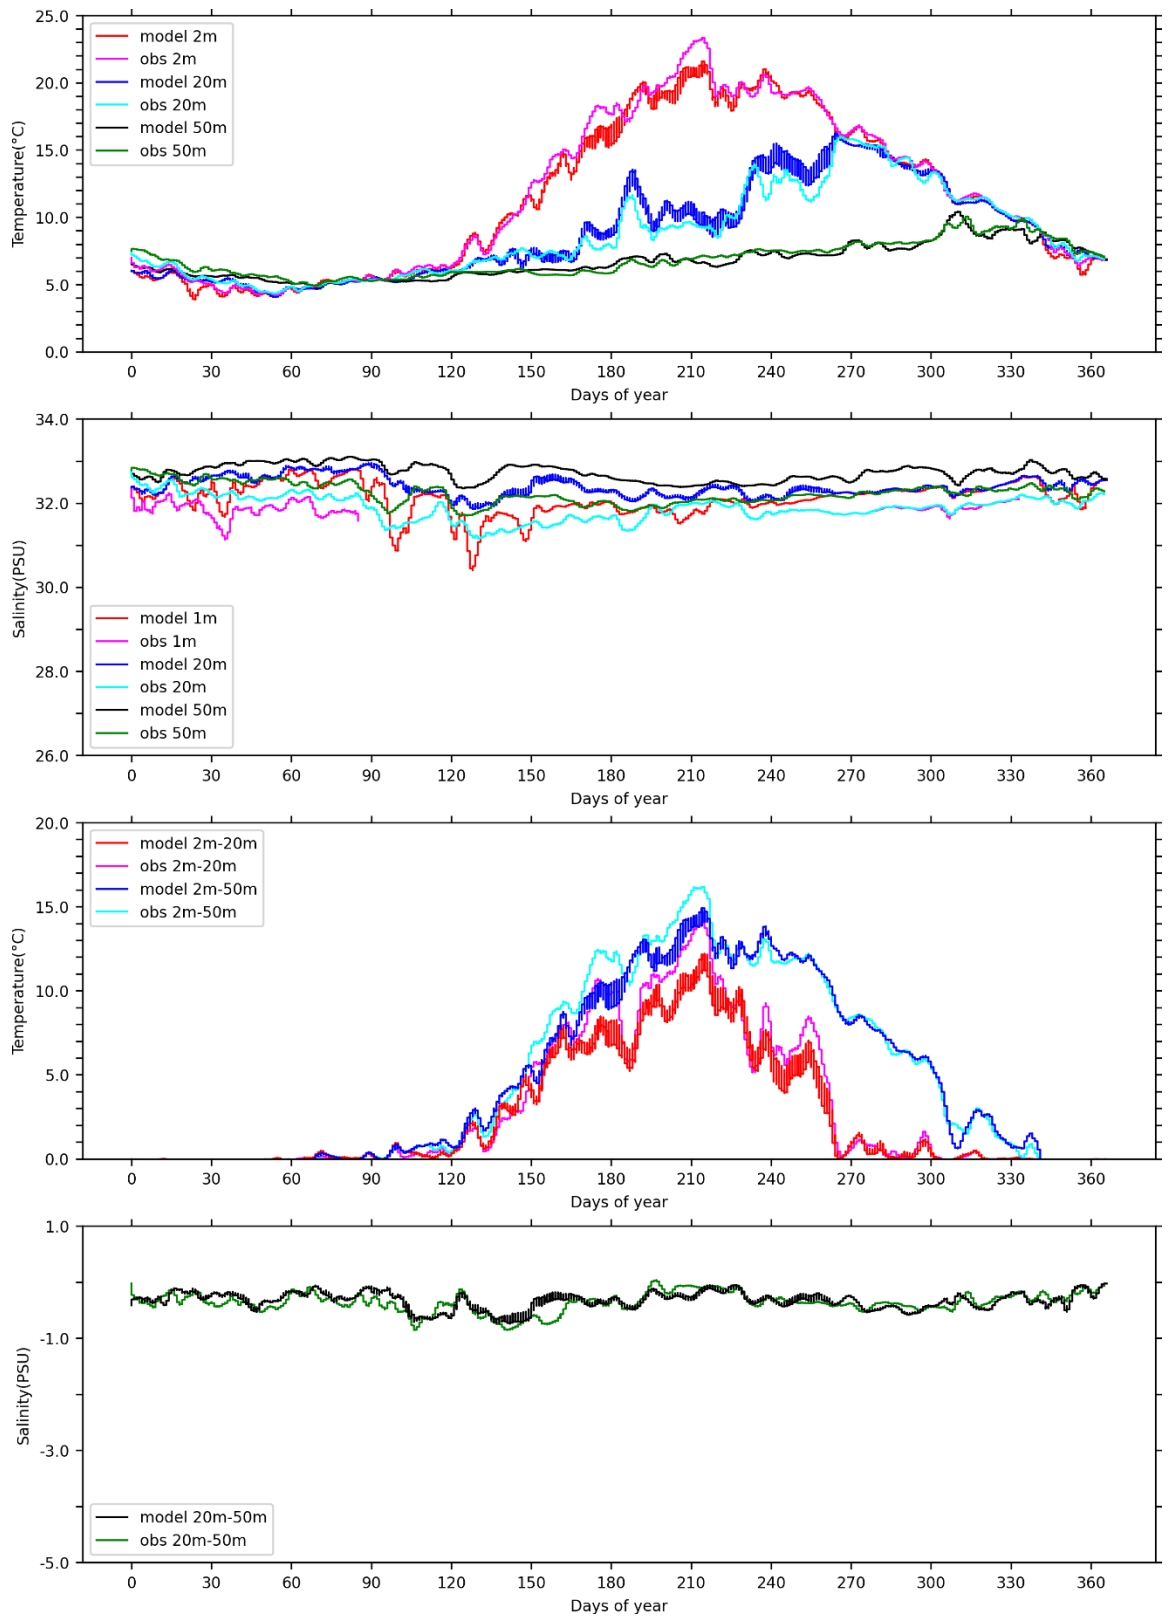 25.0
20.0
15.0
10.0
5.0
0.0
Temperature(°C)
model 2m
obs 2m
model 20m
obs 20m
model 50m
obs 50m
0 30 60 90 120 150 180 210 240 270 300 330 360
Days of year
34.0
32.0
30.0
28.0
26.0
Salinity(PSU)
model 1m
obs 1m
model 20m
obs 20m
model 50m
obs 50m
0 30 60 90 120 150 180 210 240 270 300 330 360
Days of year
20.0
15.0
10.0
5.0
0.0
Temperature(°C)
model 2m-20m
obs 2m-20m
model 2m-50m
obs 2m-50m
0 30 60 90 120 150 180 210 240 270 300 330 360
Days of year
1.0
-1.0
-3.0
-5.0
Salinity(PSU)
model 20m-50m
obs 20m-50m
0 30 60 90 120 150 180 210 240 270 300 330 360
Days of year